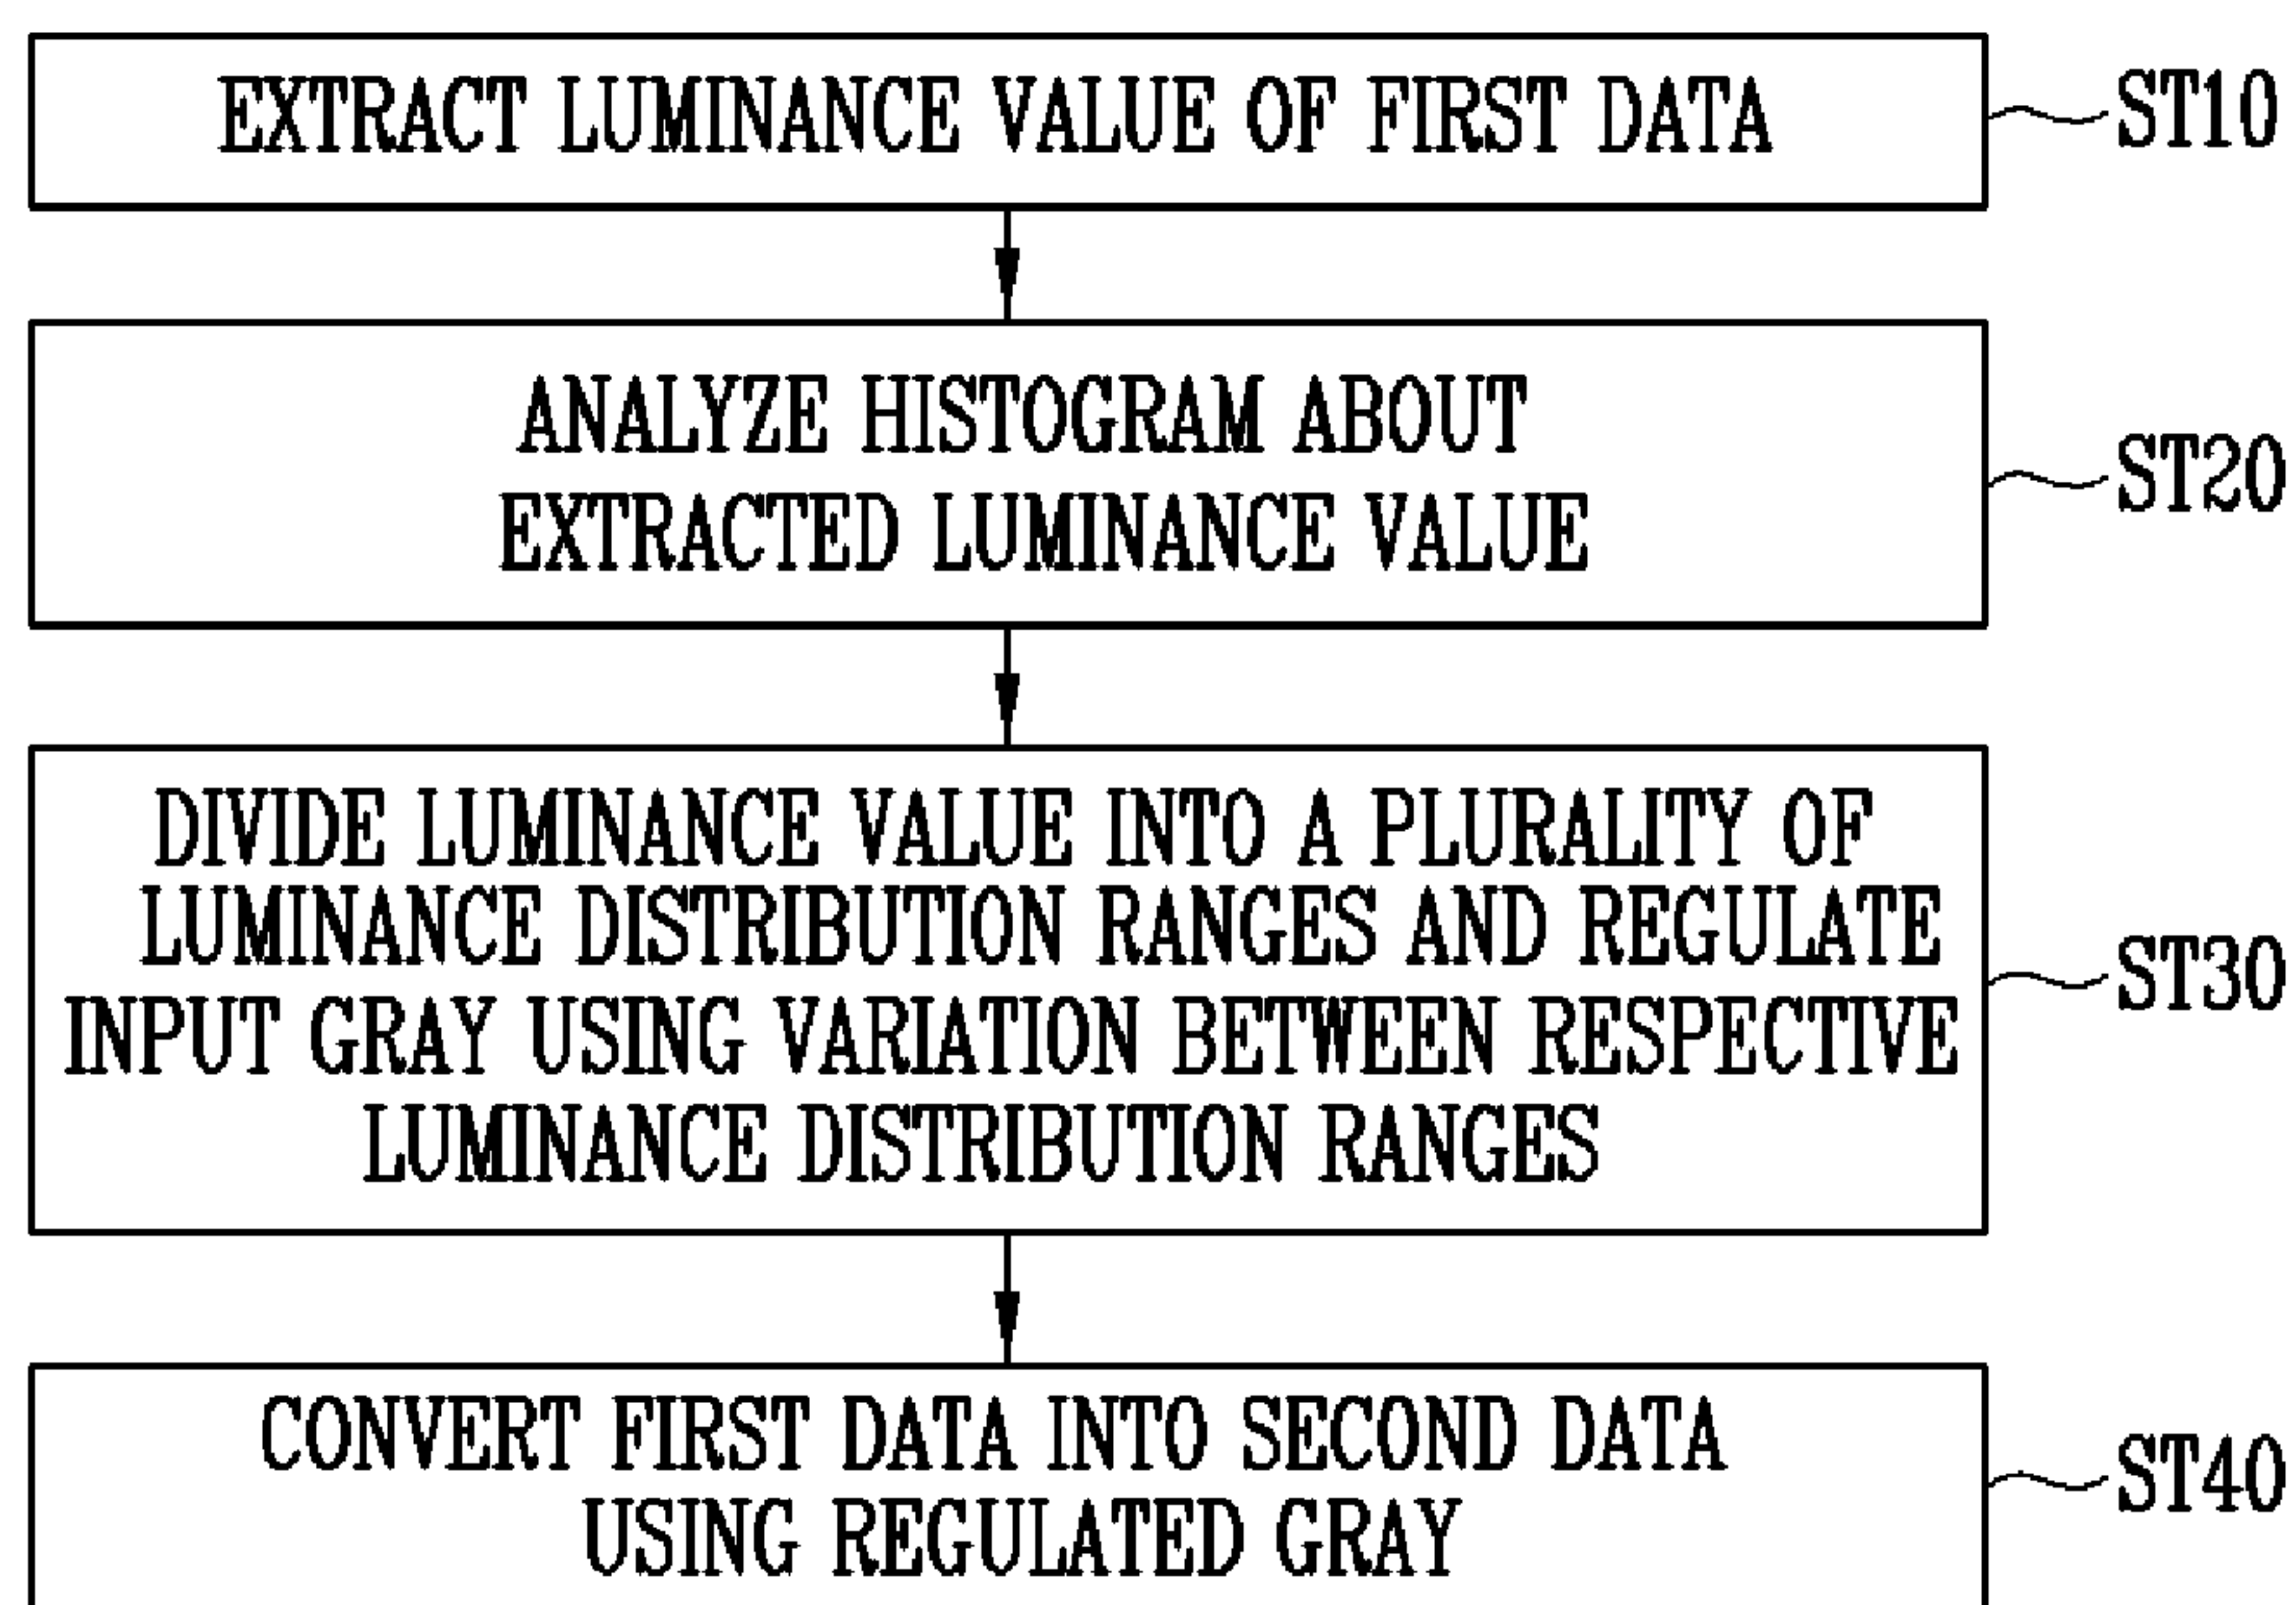 EXTRACT LUMINANCE VALUE OF FIRST DATA
ST10
ANALYZE HISTOGRAM ABOUT
EXTRACTED LUMINANCE VALUE
ST20
DIVIDE LUMINANCE VALUE INTO A PLURALITY OF
LUMINANCE DISTRIBUTION RANGES AND REGULATE
INPUT GRAY USING VARIATION BETWEEN RESPECTIVE
LUMINANCE DISTRIBUTION RANGES
ST30
CONVERT FIRST DATA INTO SECOND DATA
USING REGULATED GRAY
ST40